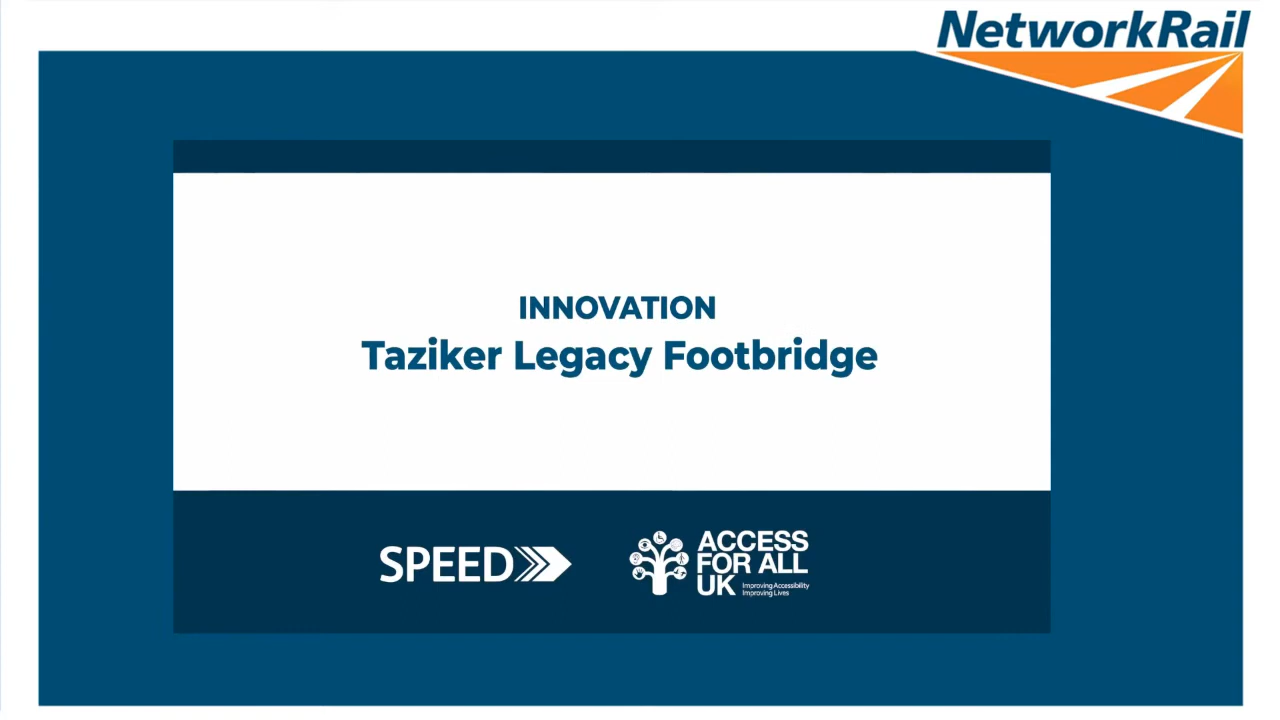 NetworkRail
INNOVATION
Taziker Legacy Footbridge
SPEED
ACCESS
FOR ALL
UK
Improving Accessibility
Improving Lives